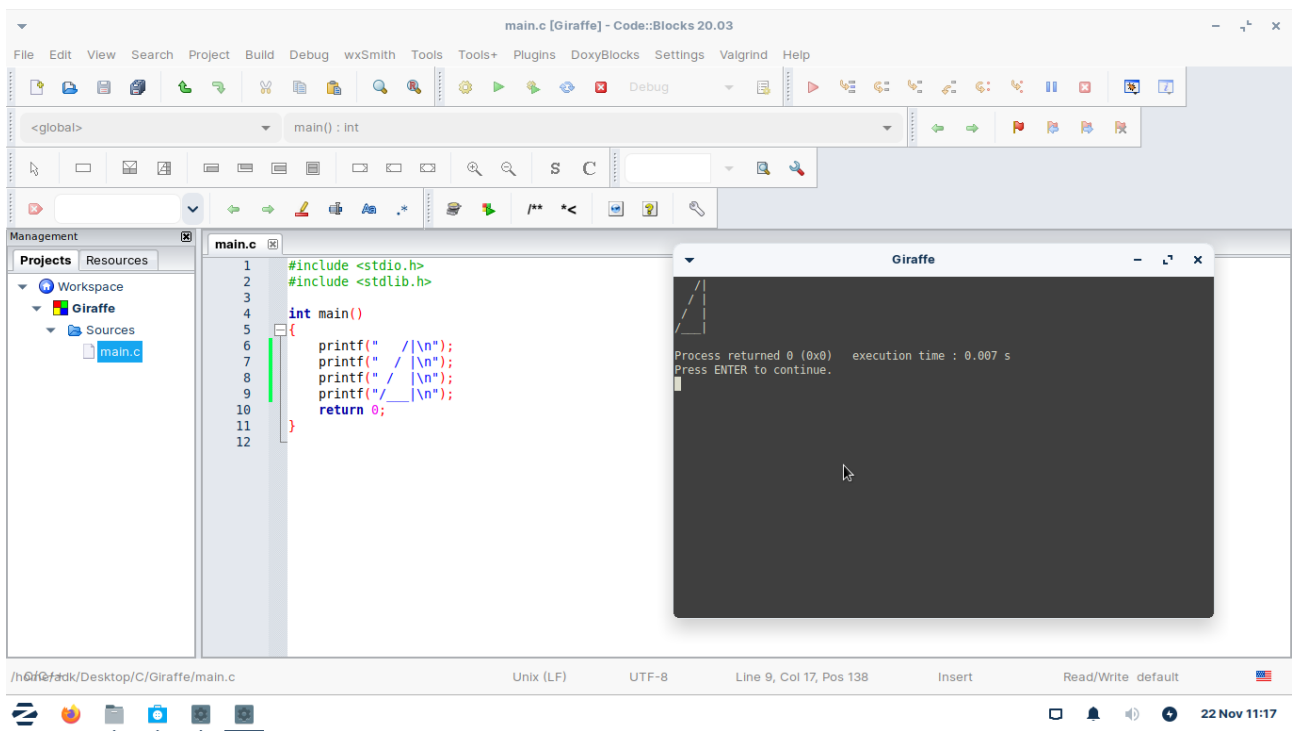 main.c [Giraffe] - Code::Blocks 20.03
File Edit View Search Project Build Debug wxSmith Tools Tools+ Plugins DoxyBlocks Settings Valgrind Help
Debug
<global> main() : int
S C
/** *<
Management
Projects Resources
Workspace
Giraffe
Sources
main.c
main.c
1 #include <stdio.h>
2 #include <stdlib.h>
3
4 int main()
5 {
6     printf("   /|\n");
7     printf("  / |\n");
8     printf(" /  |\n");
9     printf("/___|\n");
10     return 0;
11 }
12
Giraffe
   /|
  / |
 /  |
/___|
Process returned 0 (0x0)   execution time : 0.007 s
Press ENTER to continue.
/Desktop/C/Giraffe/main.c Unix (LF) UTF-8 Line 9, Col 17, Pos 138 Insert Read/Write default
22 Nov 11:17